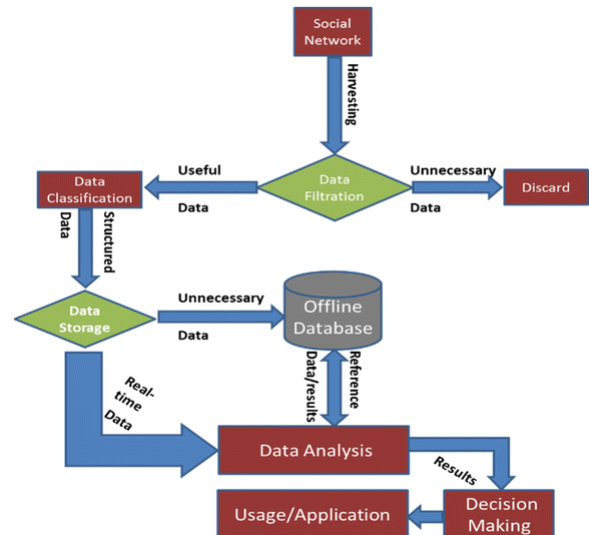 Social
Network
Harvesting
Data
Filtration
Useful
Data
Unnecessary
Data
Discard
Data
Classification
Structured
Data
Data
Storage
Unnecessary
Data
Offline
Database
Real-
time
Data
Reference
Data/results
Data Analysis
Results
Decision
Making
Usage/Application